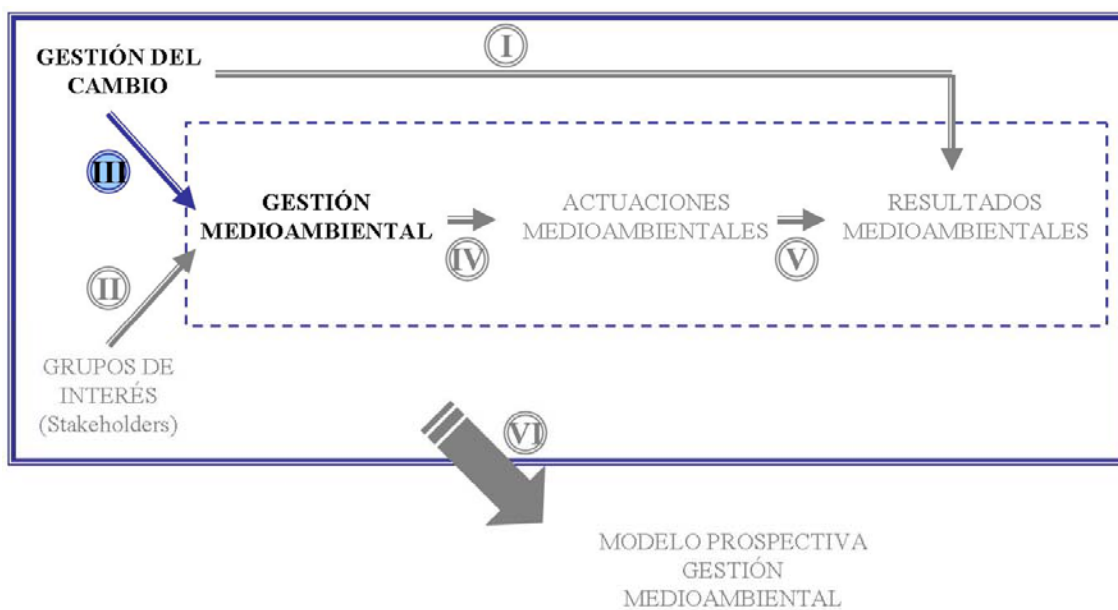 I
GESTIÓN DEL
CAMBIO
III
GESTIÓN
MEDIOAMBIENTAL
IV
ACTUACIONES
MEDIOAMBIENTALES
V
RESULTADOS
MEDIOAMBIENTALES
II
GRUPOS DE
INTERÉS
(Stakeholders)
VI
MODELO PROSPECTIVA
GESTIÓN
MEDIOAMBIENTAL